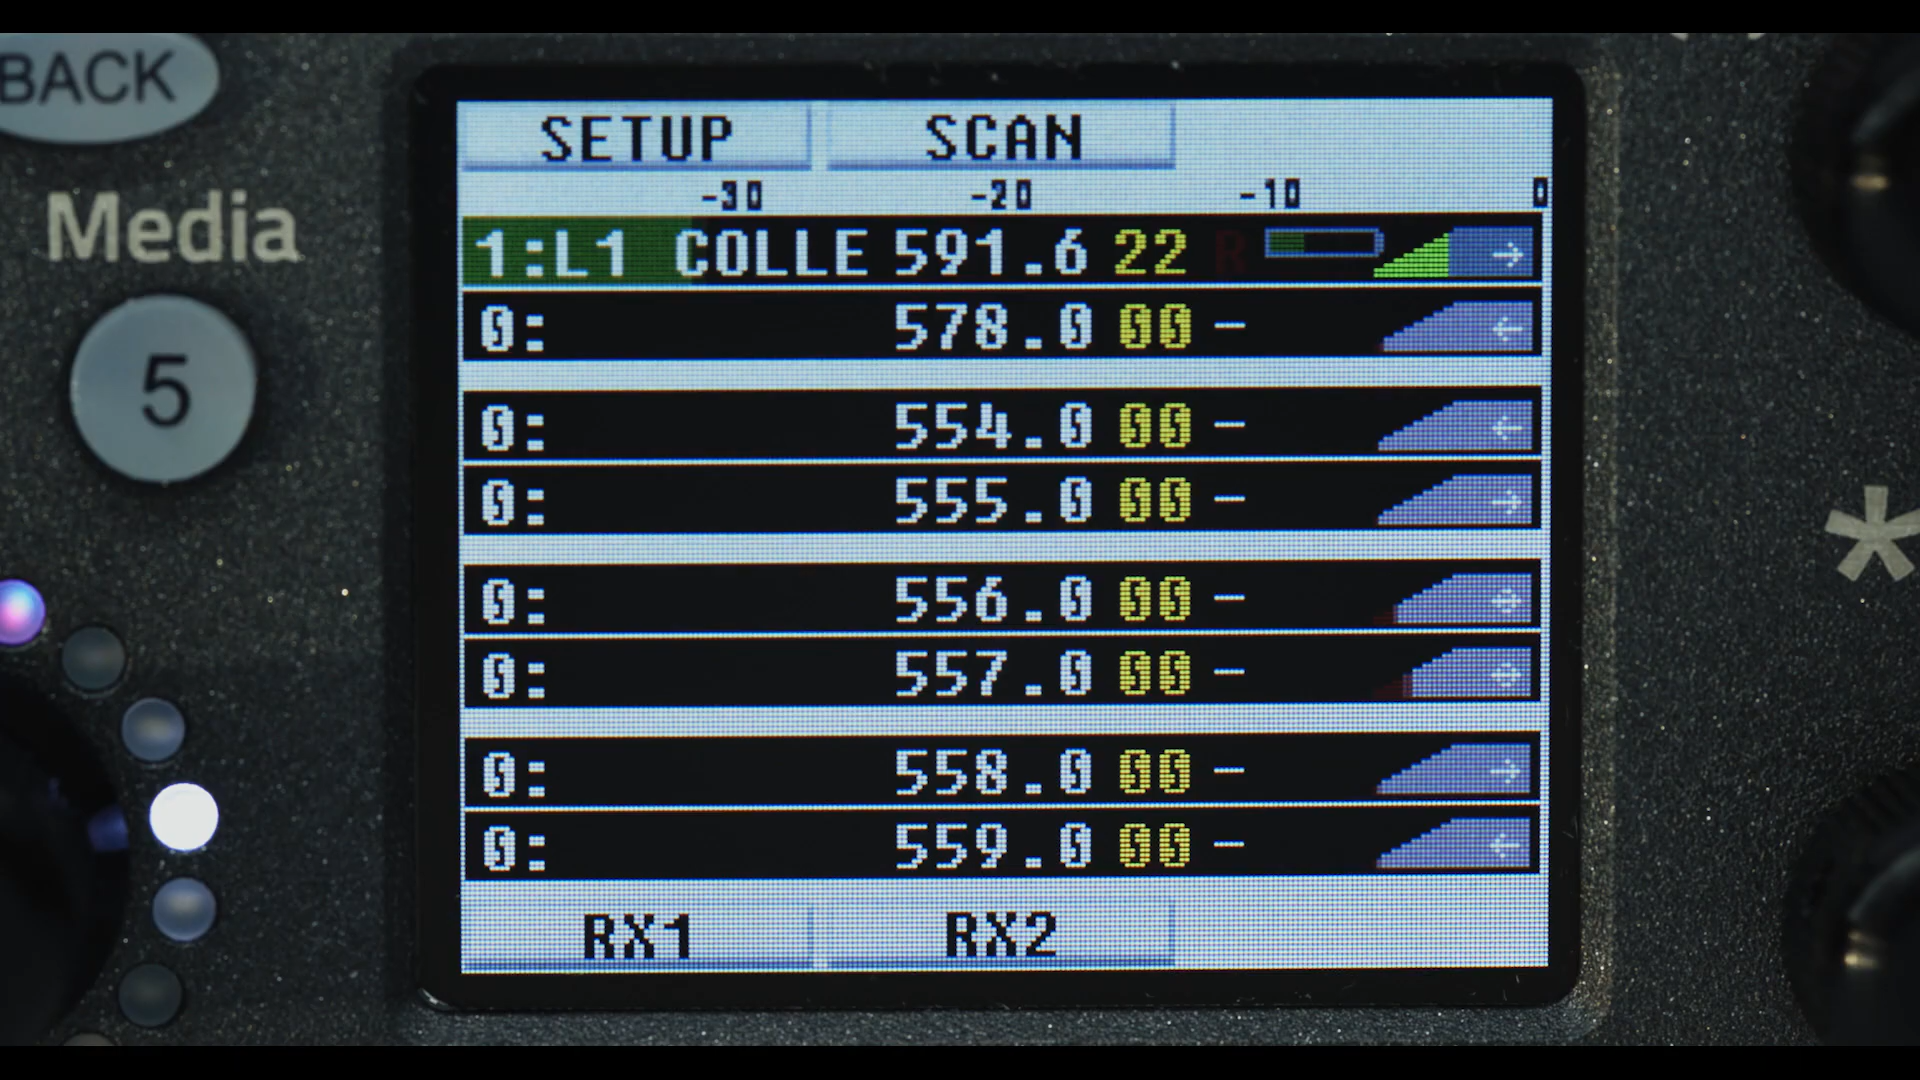 BACK
SETUP SCAN
-30 -20 -10 0
Media
1:L1 COLLE 591.6 22 R
0: 578.0 00 -
5
0: 554.0 00 -
0: 555.0 00 -
*
0: 556.0 00 -
0: 557.0 00 -
0: 558.0 00 -
0: 559.0 00 -
RX1 RX2